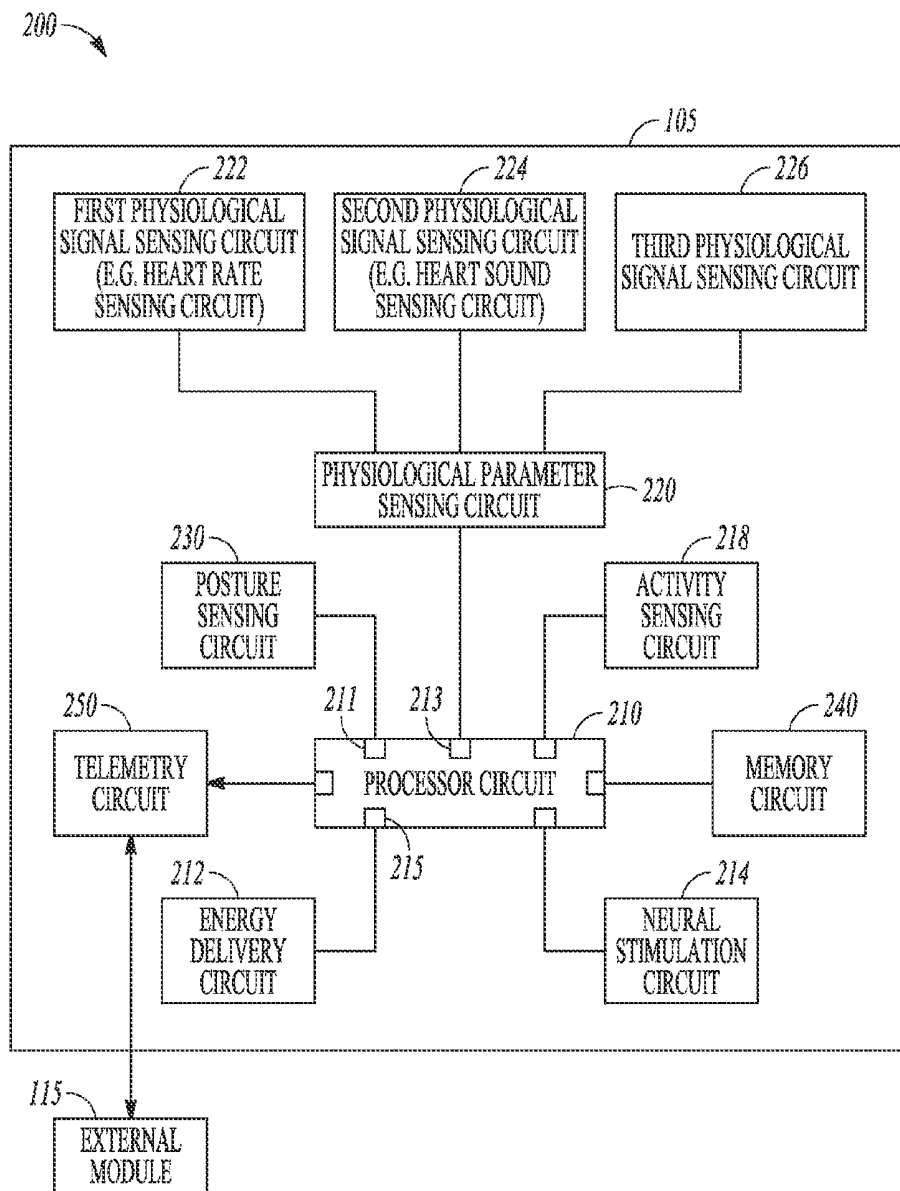 200
105
222
224
226
FIRST PHYSIOLOGICAL
SIGNAL SENSING CIRCUIT
(E.G. HEART RATE
SENSING CIRCUIT)
SECOND PHYSIOLOGICAL
SIGNAL SENSING CIRCUIT
(E.G. HEART SOUND
SENSING CIRCUIT)
THIRD PHYSIOLOGICAL
SIGNAL SENSING CIRCUIT
PHYSIOLOGICAL PARAMETER
SENSING CIRCUIT
220
230
POSTURE
SENSING
CIRCUIT
218
ACTIVITY
SENSING
CIRCUIT
211
213
210
250
TELEMETRY
CIRCUIT
PROCESSOR CIRCUIT
240
MEMORY
CIRCUIT
215
212
ENERGY
DELIVERY
CIRCUIT
214
NEURAL
STIMULATION
CIRCUIT
115
EXTERNAL
MODULE